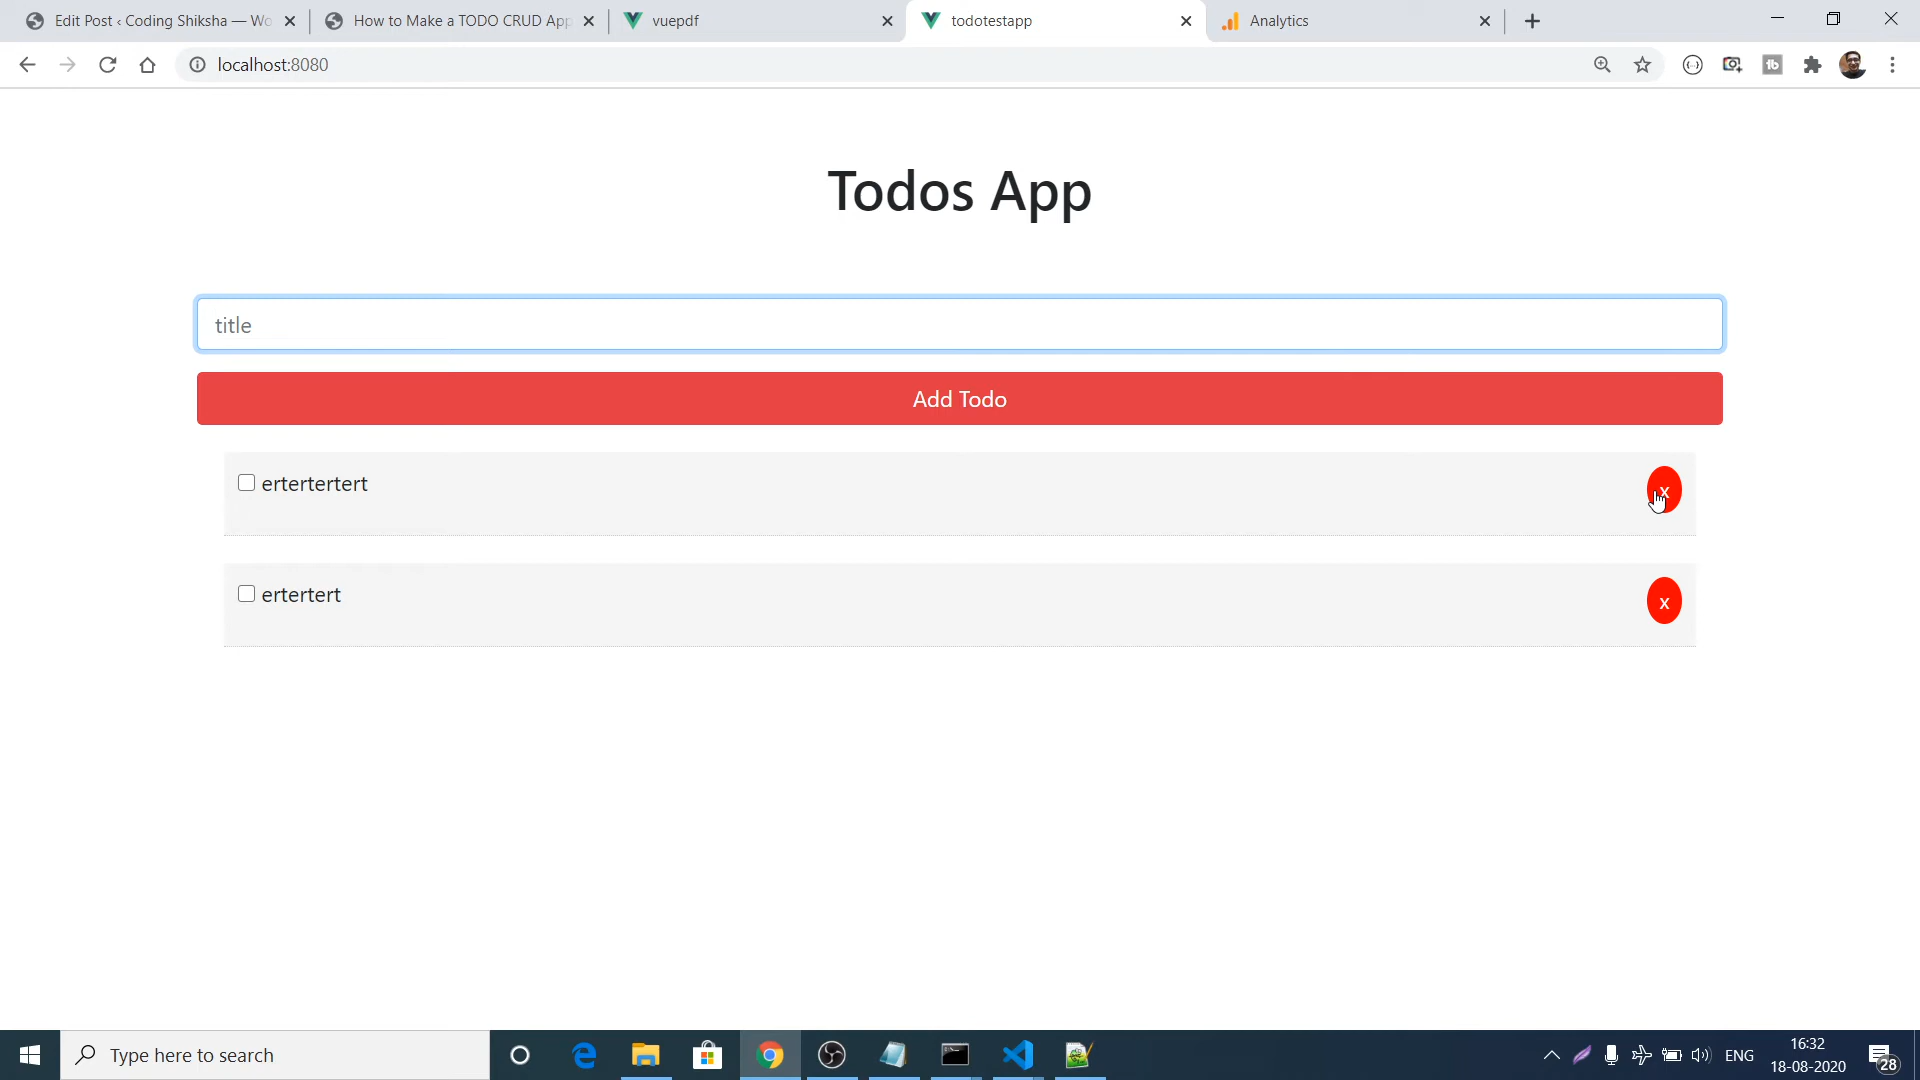 Edit Post ‹ Coding Shiksha — Wo
How to Make a TODO CRUD App
vuepdf
todotestapp
Analytics
localhost:8080
Todos App
title
Add Todo
ertertertert
x
ertertert
x
Type here to search
ENG
16:32
18-08-2020
28